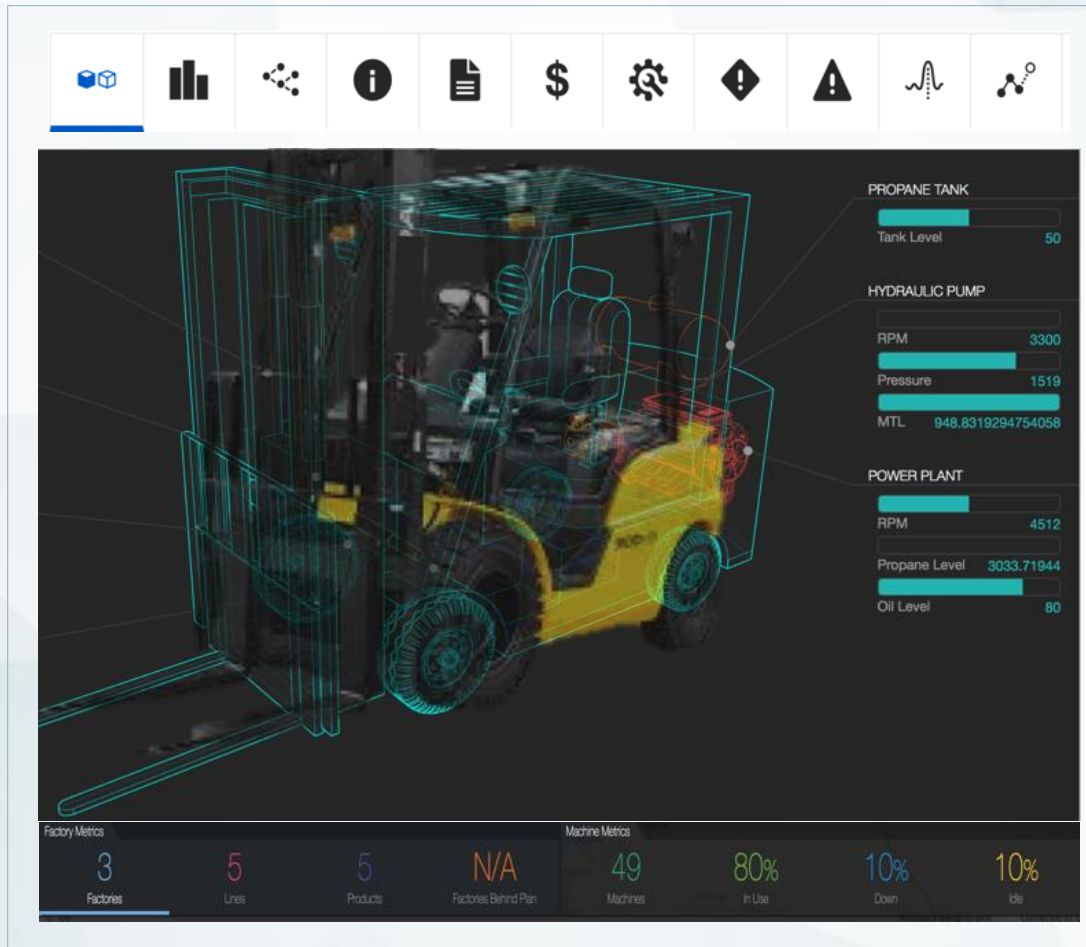 $
PROPANE TANK
Tank Level 50
HYDRAULIC PUMP
RPM 3300
Pressure 1519
MTL 948.8319294754058
POWER PLANT
RPM 4512
Propane Level 3033.71944
Oil Level 80
Factory Metrics Machine Metrics
3 5 5 N/A 49 80% 10% 10%
Factories Lines Products Factories Behind Plan Machines In Use Down Idle